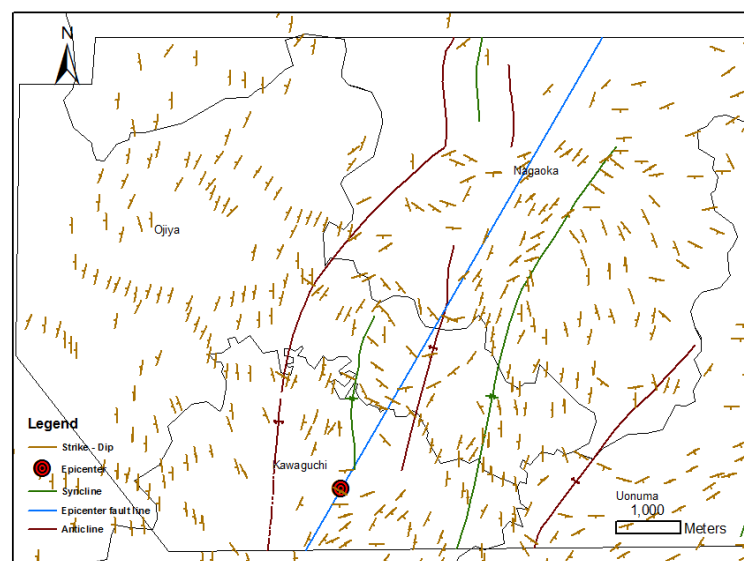 N
Nagaoka
Ojiya
Legend
Strike - Dip
Epicenter
Syncline
Epicenter fault line
Anticline
Kawaguchi
Uonuma
1,000
Meters